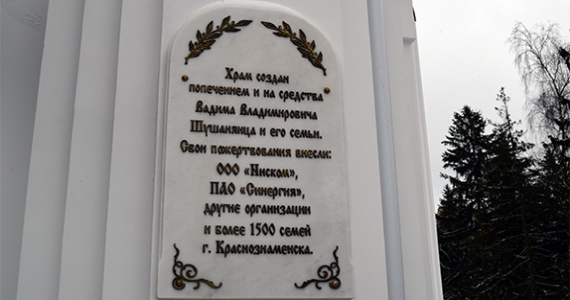 Храм создан
попечением и на средства
Вадима Владимировича
Шушанянца и его семьи.
Свои пожертвования внесли:
ООО «Ниском»,
ПАО «Синергия»,
другие организации
и более 1500 семей
г. Краснознаменска.